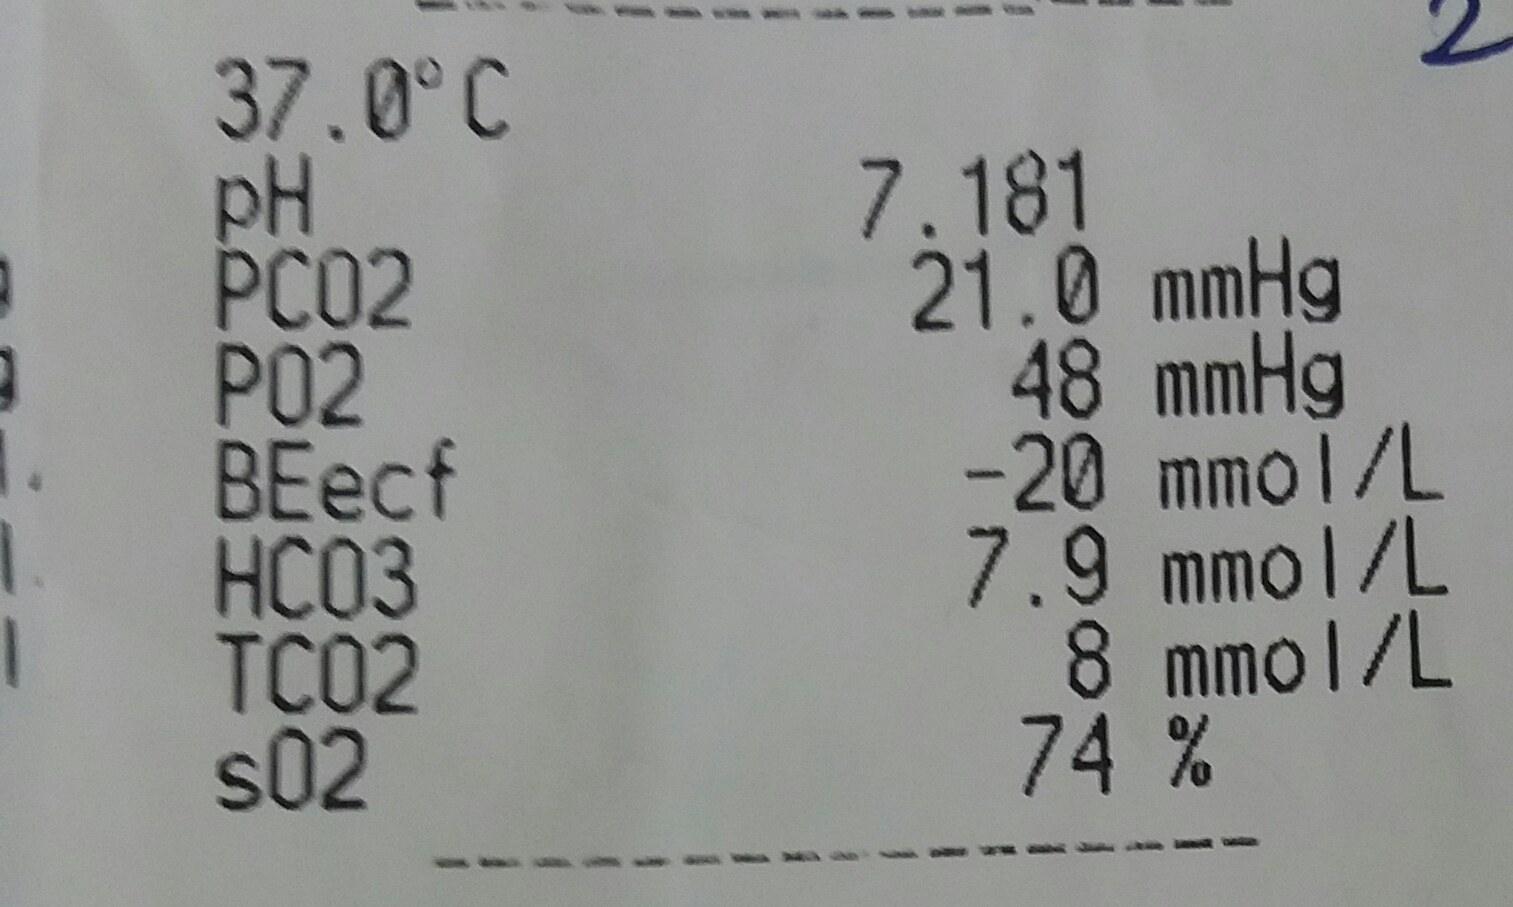 2
37.0°C
pH 7.181
PCO2 21.0 mmHg
PO2 48 mmHg
BEecf -20 mmol/L
HCO3 7.9 mmol/L
TCO2 8 mmol/L
sO2 74 %